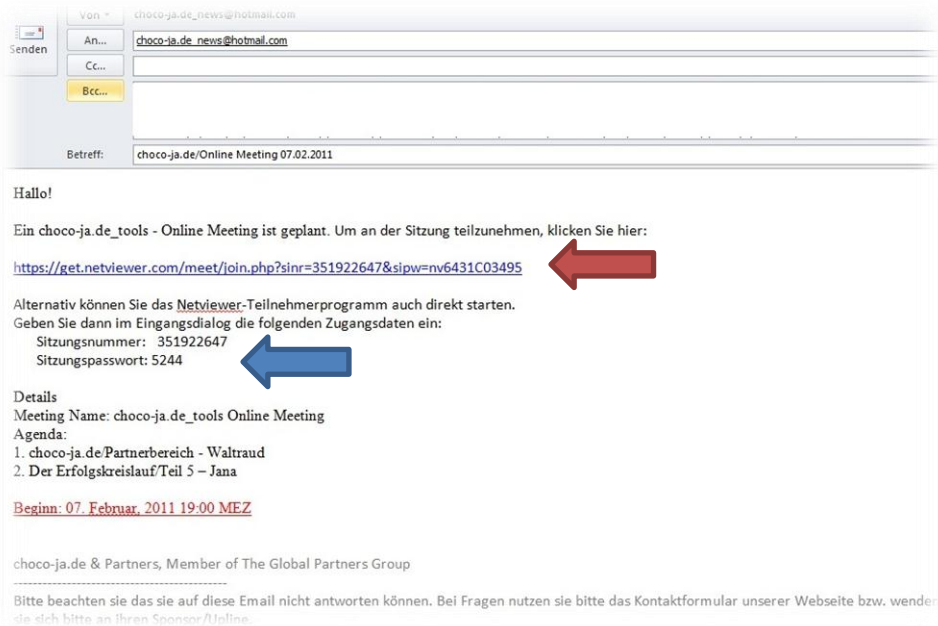 Von
choco-ja.de_news@hotmail.com
Senden
An...
choco-ja.de_news@hotmail.com
Cc...
Bcc...
Betreff:
choco-ja.de/Online Meeting 07.02.2011
Hallo!
Ein choco-ja.de_tools - Online Meeting ist geplant. Um an der Sitzung teilzunehmen, klicken Sie hier:
https://get.netviewer.com/meet/join.php?sinr=351922647&sipw=nv6431C03495
Alternativ können Sie das Netviewer-Teilnehmerprogramm auch direkt starten.
Geben Sie dann im Eingangsdialog die folgenden Zugangsdaten ein:
Sitzungsnummer: 351922647
Sitzungspasswort: 5244
Details
Meeting Name: choco-ja.de_tools Online Meeting
Agenda:
1. choco-ja.de/Partnerbereich - Waltraud
2. Der Erfolgskreislauf/Teil 5 – Jana
Beginn: 07. Februar, 2011 19:00 MEZ
choco-ja.de & Partners, Member of The Global Partners Group
--------------------------------------------
Bitte beachten sie das sie auf diese Email nicht antworten können. Bei Fragen nutzen sie bitte das Kontaktformular unserer Webseite bzw. wenden
sie sich bitte an ihren Sponsor/Upline.